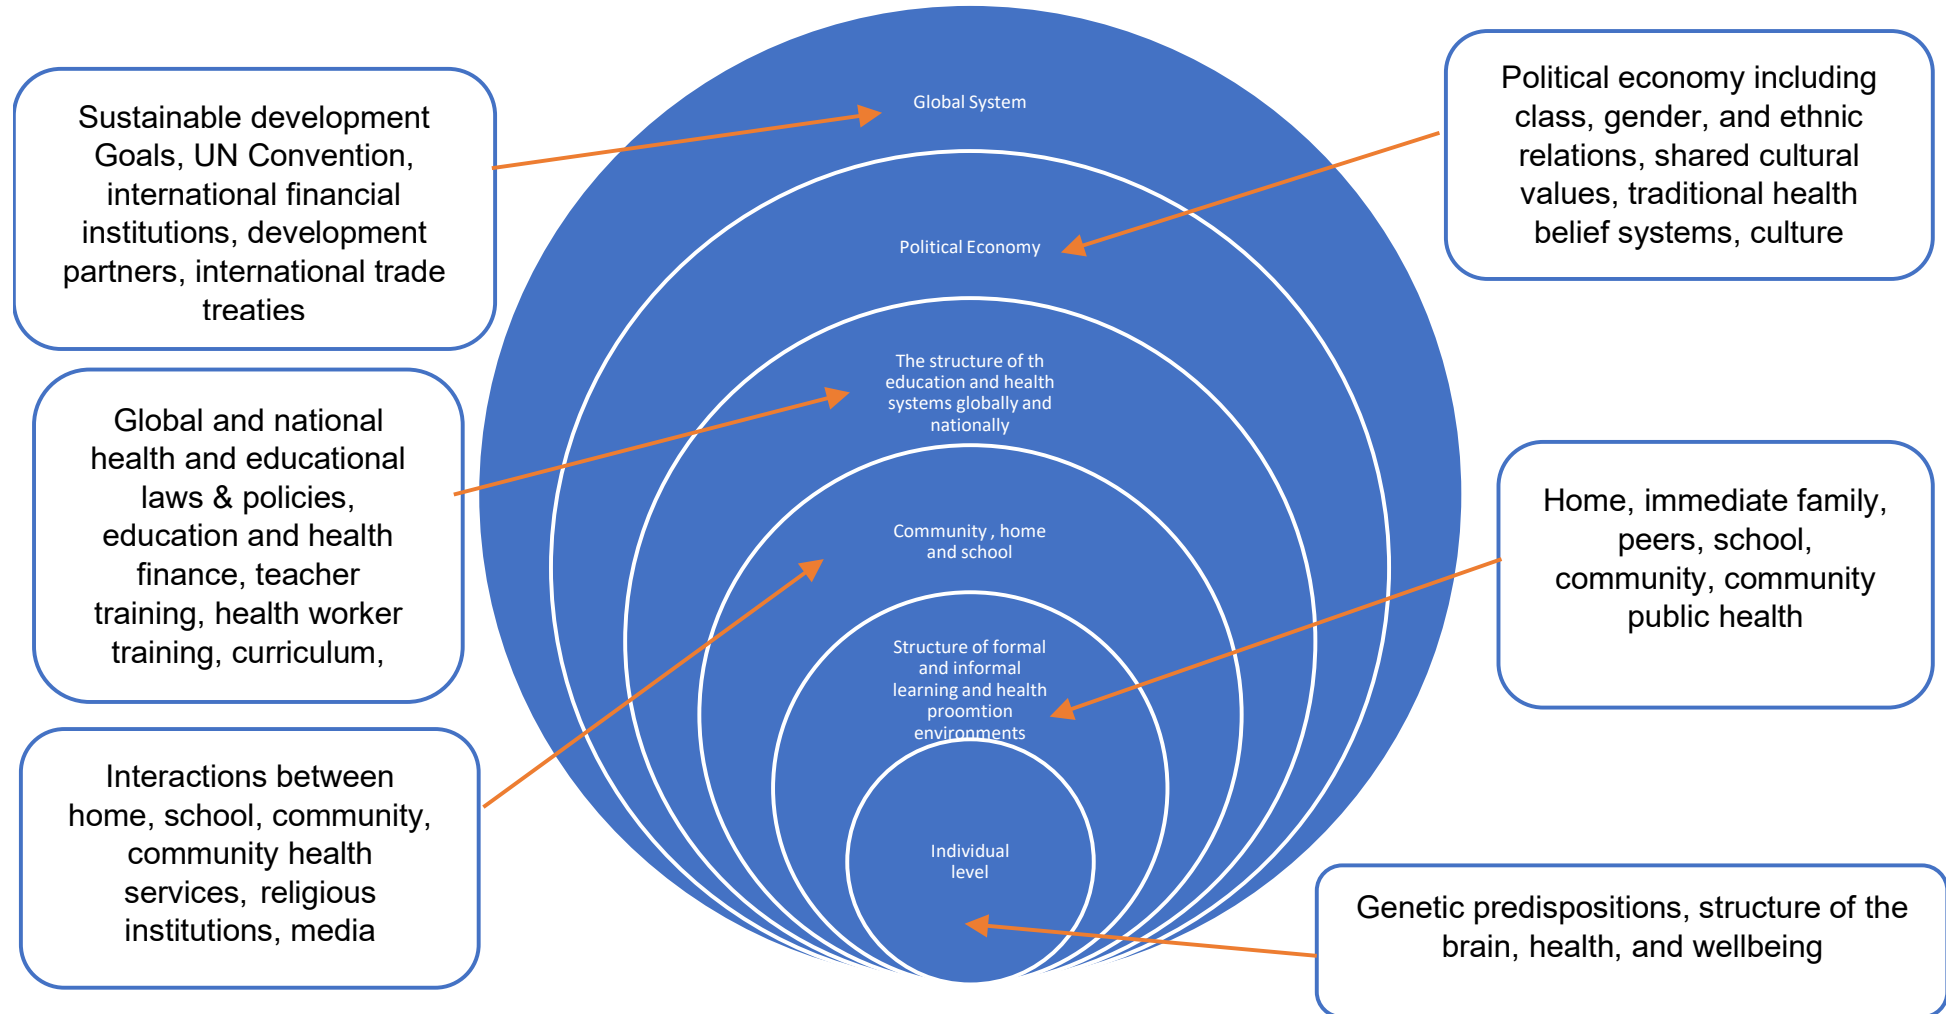 Global System
Political Economy
The structure of th
education and health
systems globally and
nationally
Community , home
and school
Structure of formal
and informal
learning and health
proomtion
environments
Individual
level
Sustainable development
Goals, UN Convention,
international financial
institutions, development
partners, international trade
treaties
Global and national
health and educational
laws & policies,
education and health
finance, teacher
training, health worker
training, curriculum,
Interactions between
home, school, community,
community health
services, religious
institutions, media
Political economy including
class, gender, and ethnic
relations, shared cultural
values, traditional health
belief systems, culture
Home, immediate family,
peers, school,
community, community
public health
Genetic predispositions, structure of the
brain, health, and wellbeing